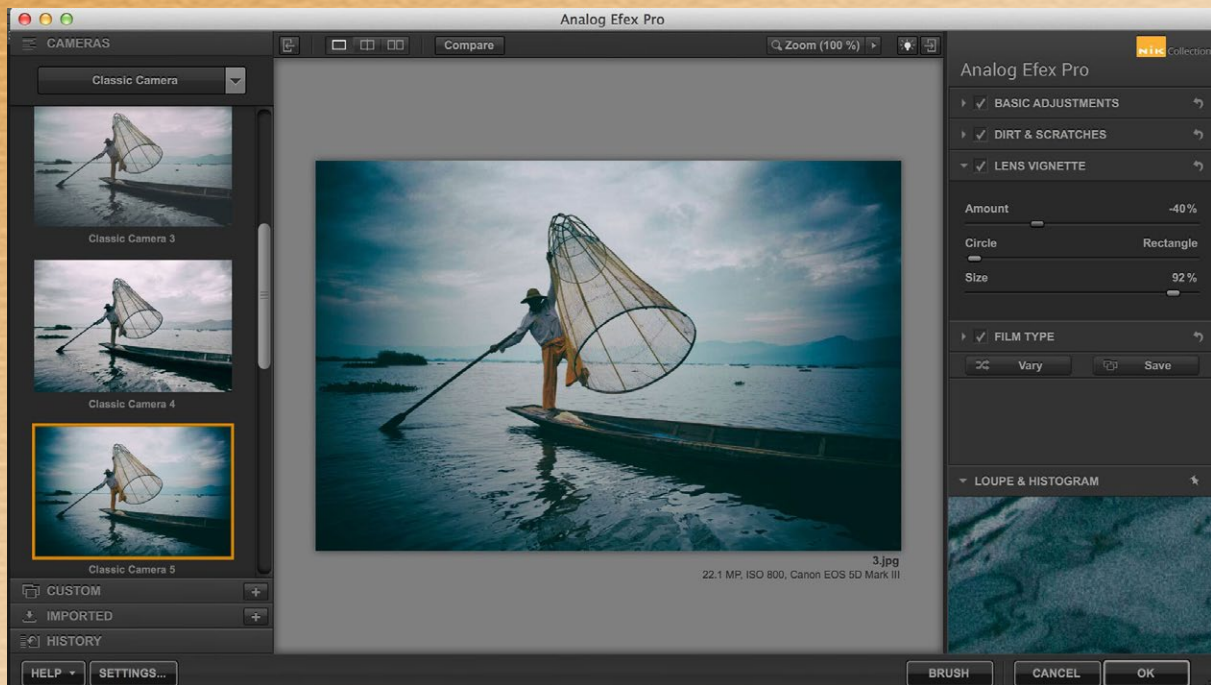 Analog Efex Pro
CAMERAS
Classic Camera
Classic Camera 3
Classic Camera 4
Classic Camera 5
CUSTOM
IMPORTED
HISTORY
HELP
SETTINGS...
Compare
Zoom (100 %)
3.jpg
22.1 MP, ISO 800, Canon EOS 5D Mark III
Nik Collection
Analog Efex Pro
BASIC ADJUSTMENTS
DIRT & SCRATCHES
LENS VIGNETTE
Amount -40%
Circle Rectangle
Size 92%
FILM TYPE
Vary Save
LOUPE & HISTOGRAM
BRUSH CANCEL OK